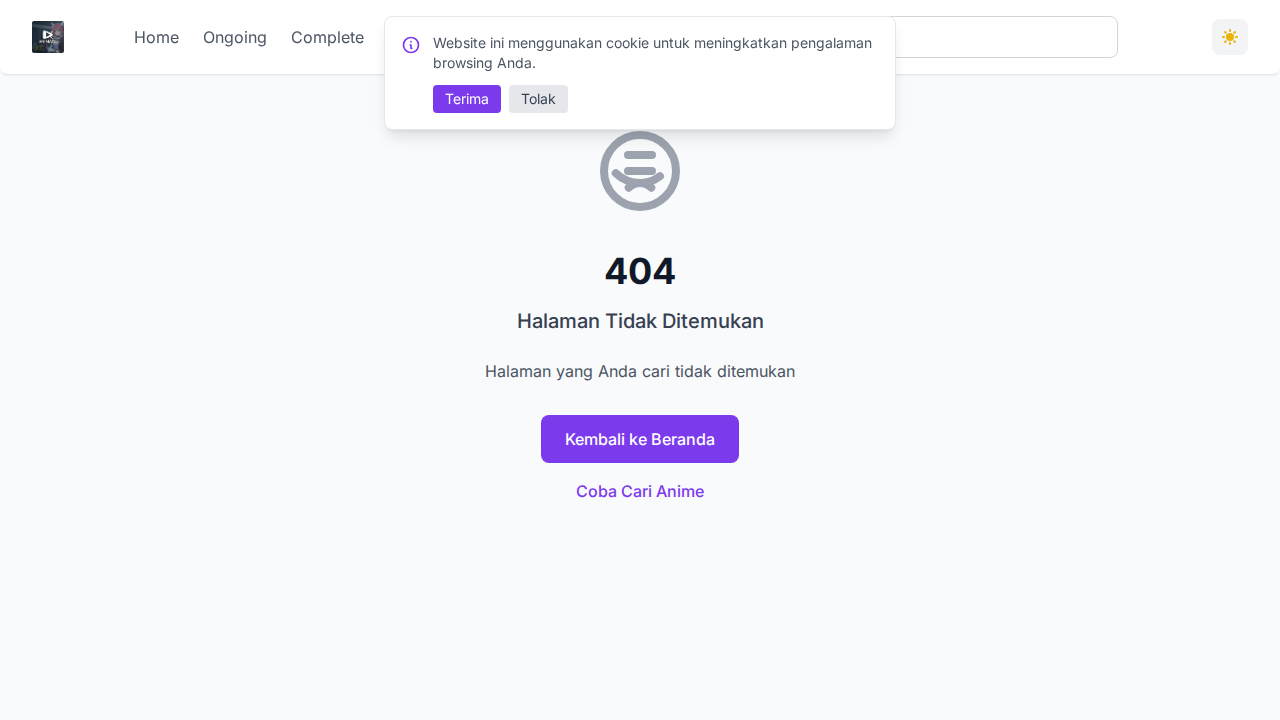 Home
Ongoing
Complete
Website ini menggunakan cookie untuk meningkatkan pengalaman
browsing Anda.
Terima
Tolak
404
Halaman Tidak Ditemukan
Halaman yang Anda cari tidak ditemukan
Kembali ke Beranda
Coba Cari Anime